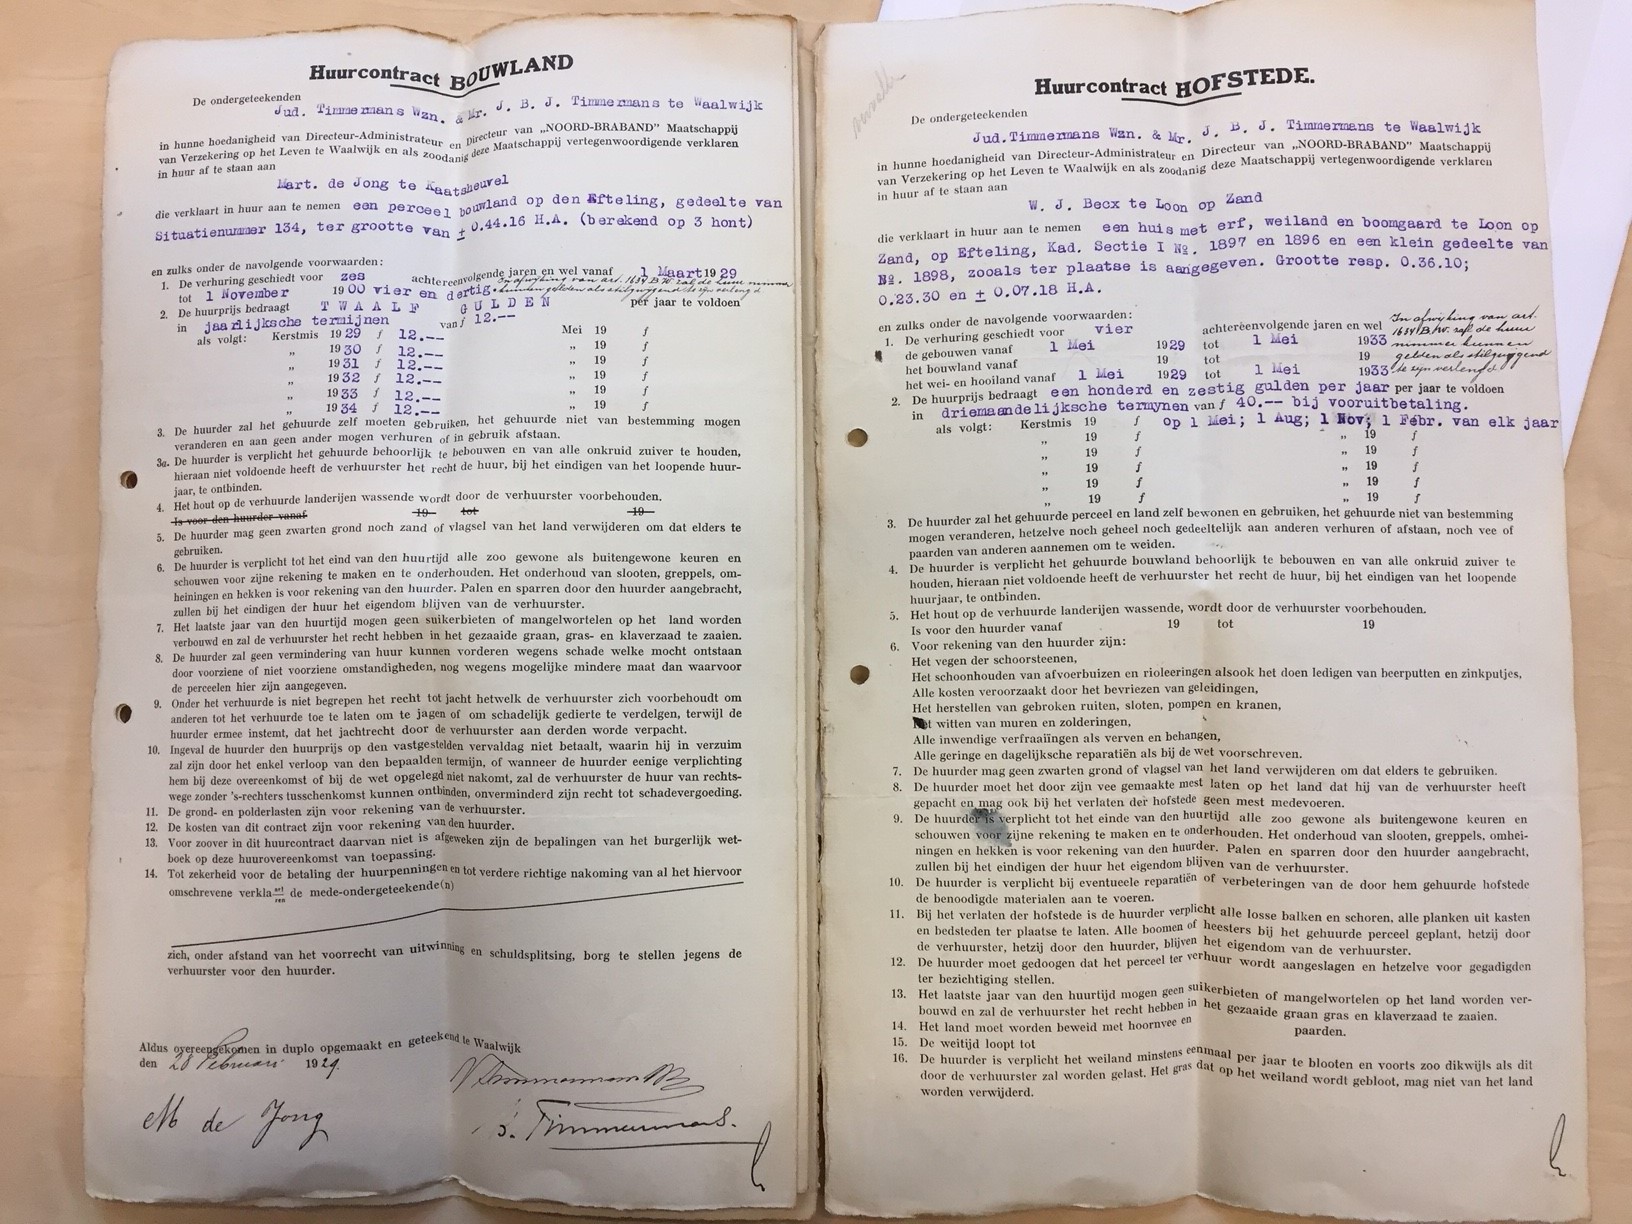 Huurcontract BOUWLAND
De ondergeteekenden
Jud. Timmermans Wzn. & Mr. J. B. J. Timmermans te Waalwijk
in hunne hoedanigheid van Directeur-Administrateur en Directeur van „NOORD-BRABAND" Maatschappij
van Verzekering op het Leven te Waalwijk en als zoodanig deze Maatschappij vertegenwoordigende verklaren
in huur af te staan aan
Mart. de Jong te Kaatsheuvel
die verklaart in huur aan te nemen een perceel bouwland op den Efteling, gedeelte van
Situatienummer 134, ter grootte van ± 0.44.16 H.A. (berekend op 3 hont)
en zulks onder de navolgende voorwaarden:
1. De verhuring geschiedt voor zes achtereenvolgende jaren en wel vanaf 1 Maart 1929
tot 1 November 1900 vier en dertig. In afwijking van art. 1634 B.W. zal de huur nimmer
kunnen gelden als stilzwijgend te zijn verlengd
2. De huurprijs bedraagt TWAALF GULDEN per jaar te voldoen
in jaarlijksche termijnen van f 12.--
als volgt: Kerstmis 1929 f 12.-- Mei 19 f
„ 1930 f 12.-- „ 19 f
„ 1931 f 12.-- „ 19 f
„ 1932 f 12.-- „ 19 f
„ 1933 f 12.-- „ 19 f
„ 1934 f 12.-- „ 19 f
3. De huurder zal het gehuurde zelf moeten gebruiken, het gehuurde niet van bestemming mogen
veranderen en aan geen ander mogen verhuren of in gebruik afstaan.
3a. De huurder is verplicht het gehuurde behoorlijk te bebouwen en van alle onkruid zuiver te houden,
hieraan niet voldoende heeft de verhuurster het recht de huur, bij het eindigen van het loopende huur-
jaar, te ontbinden.
4. Het hout op de verhuurde landerijen wassende wordt door de verhuurster voorbehouden.
Is voor den huurder vanaf 19 tot 19
5. De huurder mag geen zwarten grond noch zand of vlagsel van het land verwijderen om dat elders te
gebruiken.
6. De huurder is verplicht tot het eind van den huurtijd alle zoo gewone als buitengewone keuren en
schouwen voor zijne rekening te maken en te onderhouden. Het onderhoud van slooten, greppels, om-
heiningen en hekken is voor rekening van den huurder. Palen en sparren door den huurder aangebracht,
zullen bij het eindigen der huur het eigendom blijven van de verhuurster.
7. Het laatste jaar van den huurtijd mogen geen suikerbieten of mangelwortelen op het land worden
verbouwd en zal de verhuurster het recht hebben in het gezaaide graan, gras- en klaverzaad te zaaien.
8. De huurder zal geen vermindering van huur kunnen vorderen wegens schade welke mocht ontstaan
door voorziene of niet voorziene omstandigheden, nog wegens mogelijke mindere maat dan waarvoor
de perceelen hier zijn aangegeven.
9. Onder het verhuurde is niet begrepen het recht tot jacht hetwelk de verhuurster zich voorbehoudt om
anderen tot het verhuurde toe te laten om te jagen of om schadelijk gedierte te verdelgen, terwijl de
huurder ermee instemt, dat het jachtrecht door de verhuurster aan derden worde verpacht.
10. Ingeval de huurder den huurprijs op den vastgestelden vervaldag niet betaalt, waarin hij in verzuim
zal zijn door het enkel verloop van den bepaalden termijn, of wanneer de huurder eenige verplichting
hem bij deze overeenkomst of bij de wet opgelegd niet nakomt, zal de verhuurster de huur van rechts-
wege zonder 's-rechters tusschenkomst kunnen ontbinden, onverminderd zijn recht tot schadevergoeding.
11. De grond- en polderlasten zijn voor rekening van de verhuurster.
12. De kosten van dit contract zijn voor rekening van den huurder.
13. Voor zoover in dit huurcontract daarvan niet is afgeweken zijn de bepalingen van het burgerlijk wet-
boek op deze huurovereenkomst van toepassing.
14. Tot zekerheid voor de betaling der huurpenningen en tot verdere richtige nakoming van al het hiervoor
omschrevene verklaart/ren de mede-ondergeteekende(n)
zich, onder afstand van het voorrecht van uitwinning en schuldsplitsing, borg te stellen jegens de
verhuurster voor den huurder.
Aldus overeengekomen in duplo opgemaakt en geteekend te Waalwijk
den 28 Februari 1929.
M de Jong
J. Timmermans.
Huurcontract HOFSTEDE.
De ondergeteekenden
Jud.Timmermans Wzn. & Mr. J. B. J. Timmermans te Waalwijk
in hunne hoedanigheid van Directeur-Administrateur en Directeur van „NOORD-BRABAND" Maatschappij
van Verzekering op het Leven te Waalwijk en als zoodanig deze Maatschappij vertegenwoordigende verklaren
in huur af te staan aan
W. J. Becx te Loon op Zand
die verklaart in huur aan te nemen een huis met erf, weiland en boomgaard te Loon op
Zand, op Efteling, Kad. Sectie I No. 1897 en 1896 en een klein gedeelte van
No. 1898, zooals ter plaatse is aangegeven. Grootte resp. 0.36.10;
0.23.30 en ± 0.07.18 H.A.
en zulks onder de navolgende voorwaarden:
1. De verhuring geschiedt voor vier achtereenvolgende jaren en wel
de gebouwen vanaf 1 Mei 1929 tot 1 Mei 1933
het bouwland vanaf 19 tot 19
het wei- en hooiland vanaf 1 Mei 1929 tot 1 Mei 1933
In afwijking van art.
1634 B.W. zal de huur
nimmer kunnen
gelden als stilzwijgend
te zijn verlengd
2. De huurprijs bedraagt een honderd en zestig gulden per jaar per jaar te voldoen
in driemaandelijksche termynen van f 40.-- bij vooruitbetaling.
als volgt: Kerstmis 19 f op 1 Mei; 1 Aug; 1 Nov; 1 Febr. van elk jaar
„ 19 f „ 19 f
„ 19 f „ 19 f
„ 19 f „ 19 f
„ 19 f „ 19 f
„ 19 f „ 19 f
3. De huurder zal het gehuurde perceel en land zelf bewonen en gebruiken, het gehuurde niet van bestemming
mogen veranderen, hetzelve noch geheel noch gedeeltelijk aan anderen verhuren of afstaan, noch vee of
paarden van anderen aannemen om te weiden.
4. De huurder is verplicht het gehuurde bouwland behoorlijk te bebouwen en van alle onkruid zuiver te
houden, hieraan niet voldoende heeft de verhuurster het recht de huur, bij het eindigen van het loopende
huurjaar, te ontbinden.
5. Het hout op de verhuurde landerijen wassende, wordt door de verhuurster voorbehouden.
Is voor den huurder vanaf 19 tot 19
6. Voor rekening van den huurder zijn:
Het vegen der schoorsteenen,
Het schoonhouden van afvoerbuizen en rioleeringen alsook het doen ledigen van beerputten en zinkputjes,
Alle kosten veroorzaakt door het bevriezen van geleidingen,
Het herstellen van gebroken ruiten, sloten, pompen en kranen,
Het witten van muren en zolderingen,
Alle inwendige verfraaiingen als verven en behangen,
Alle geringe en dagelijksche reparatiën als bij de wet voorschreven.
7. De huurder mag geen zwarten grond of vlagsel van het land verwijderen om dat elders te gebruiken.
8. De huurder moet het door zijn vee gemaakte mest laten op het land dat hij van de verhuurster heeft
gepacht en mag ook bij het verlaten der hofstede geen mest medevoeren.
9. De huurder is verplicht tot het einde van den huurtijd alle zoo gewone als buitengewone keuren en
schouwen voor zijne rekening te maken en te onderhouden. Het onderhoud van slooten, greppels, omhei-
ningen en hekken is voor rekening van den huurder. Palen en sparren door den huurder aangebracht,
zullen bij het eindigen der huur het eigendom blijven van de verhuurster.
10. De huurder is verplicht bij eventueele reparatiën of verbeteringen van de door hem gehuurde hofstede
de benoodigde materialen aan te voeren.
11. Bij het verlaten der hofstede is de huurder verplicht alle losse balken en schoren, alle planken uit kasten
en bedsteden ter plaatse te laten. Alle boomen of heesters bij het gehuurde perceel geplant, hetzij door
de verhuurster, hetzij door den huurder, blijven het eigendom van de verhuurster.
12. De huurder moet gedoogen dat het perceel ter verhuur wordt aangeslagen en hetzelve voor gegadigden
ter bezichtiging stellen.
13. Het laatste jaar van den huurtijd mogen geen suikerbieten of mangelwortelen op het land worden ver-
bouwd en zal de verhuurster het recht hebben in het gezaaide graan gras en klaverzaad te zaaien.
14. Het land moet worden beweid met hoornvee en paarden.
15. De weitijd loopt tot
16. De huurder is verplicht het weiland minstens eenmaal per jaar te blooten en voorts zoo dikwijls als dit
door de verhuurster zal worden gelast. Het gras dat op het weiland wordt gebloot, mag niet van het land
worden verwijderd.